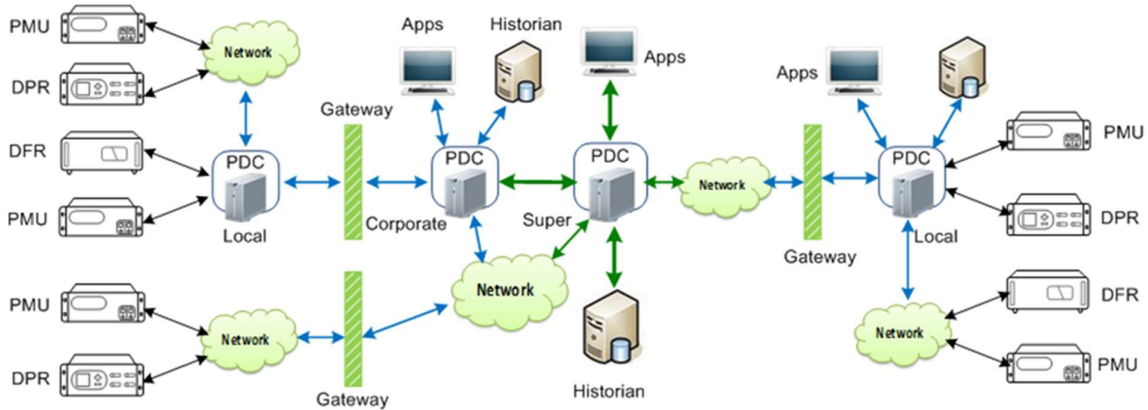 PMU
Network
DPR
DFR
PMU
PDC
Local
Gateway
Apps
Historian
PDC
Corporate
Apps
PDC
Super
Network
Historian
Network
Gateway
Apps
PDC
Local
PMU
DPR
Network
DFR
PMU
PMU
DPR
Network
Gateway